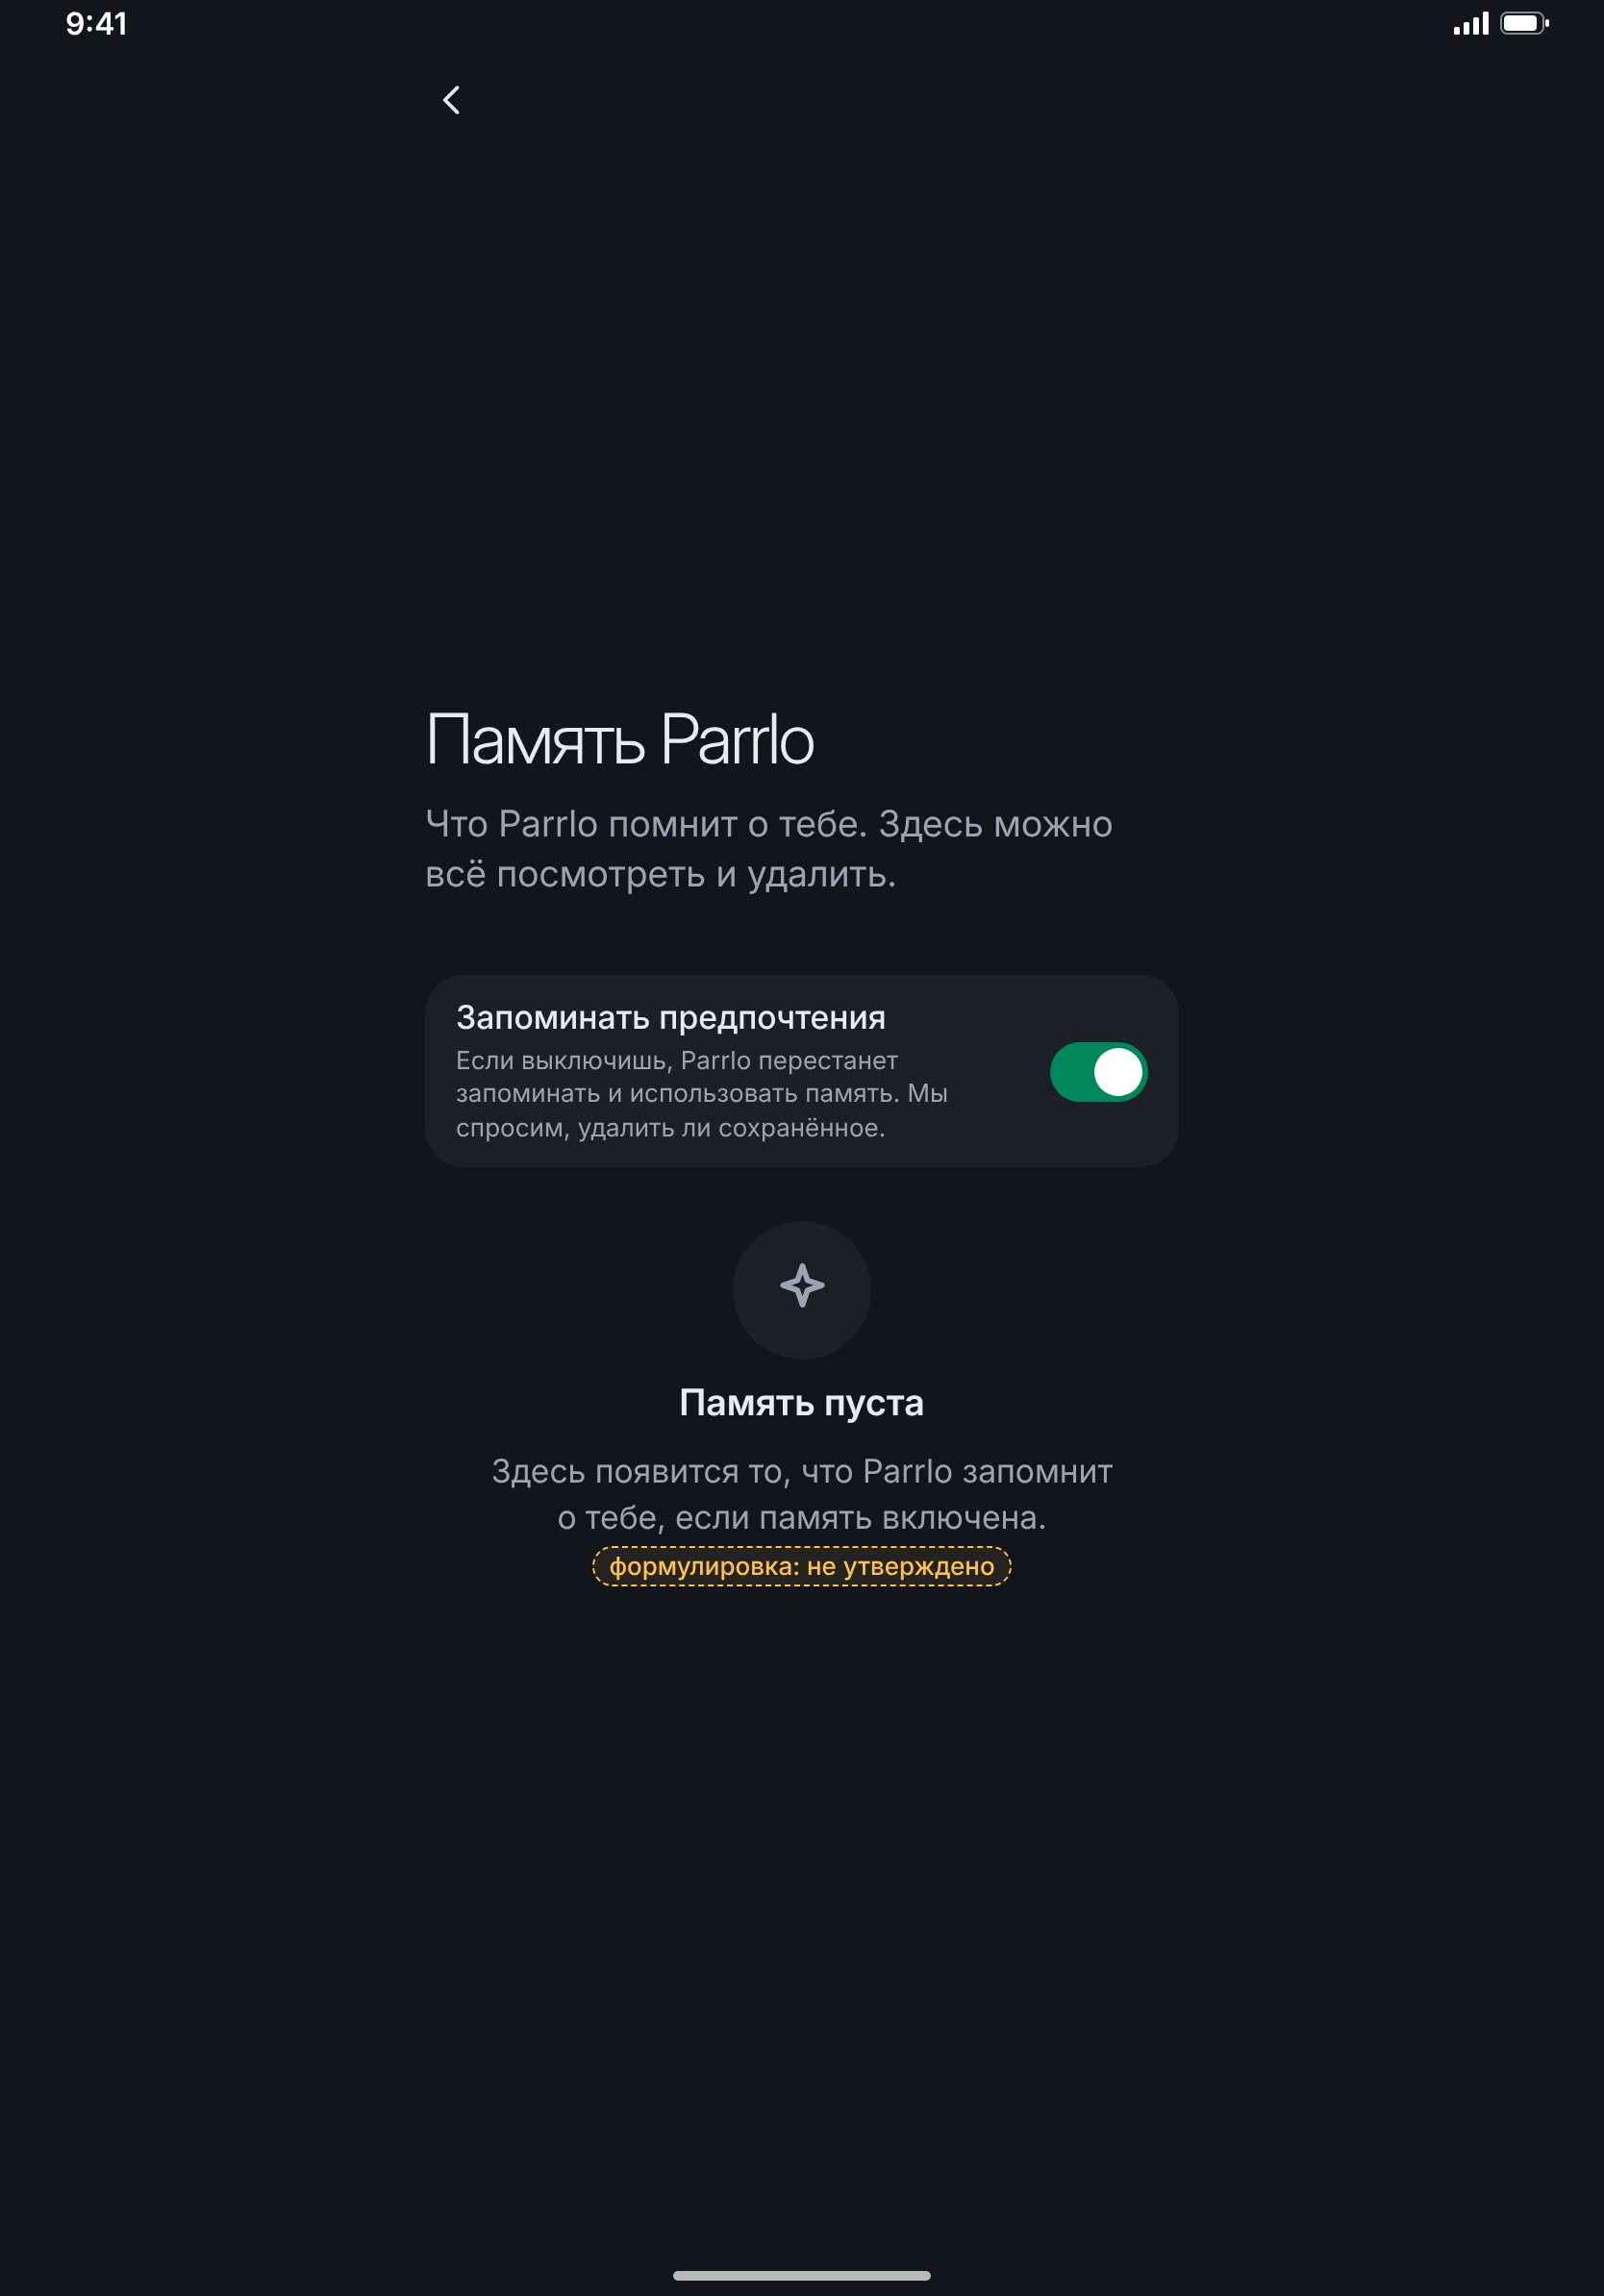 9:41
Память Parrlo
Что Parrlo помнит о тебе. Здесь можно
всё посмотреть и удалить.
Запоминать предпочтения
Если выключишь, Parrlo перестанет
запоминать и использовать память. Мы
спросим, удалить ли сохранённое.
Память пуста
Здесь появится то, что Parrlo запомнит
о тебе, если память включена.
формулировка: не утверждено